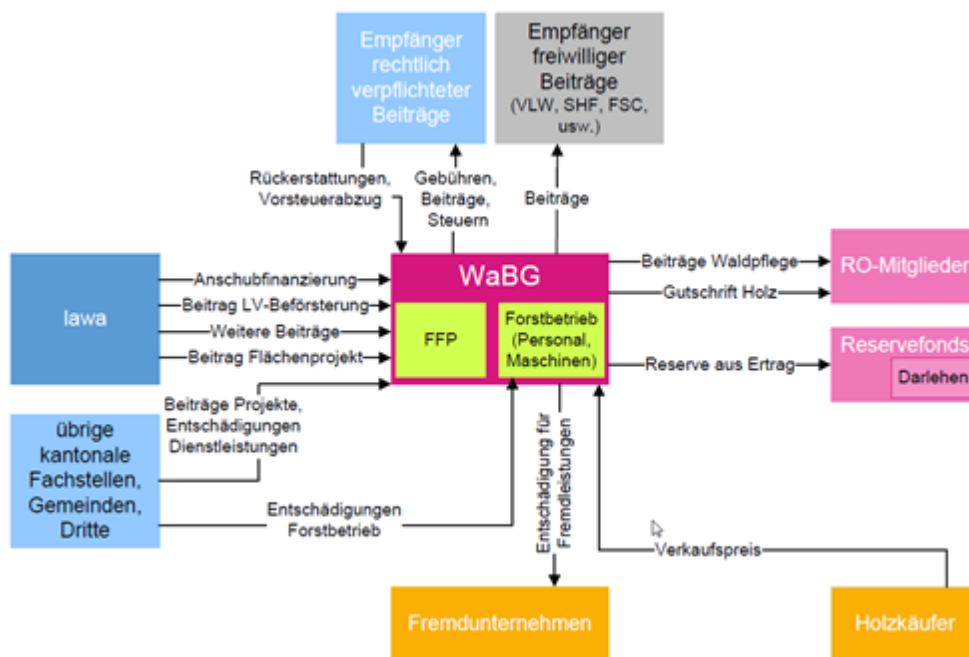 Empfänger
rechtlich
verpflichteter
Beiträge
Empfänger
freiwilliger
Beiträge
(VLW, SHF, FSC,
usw.)
Rückerstattungen,
Vorsteuerabzug
Gebühren,
Beiträge,
Steuern
Beiträge
lawa
Anschubfinanzierung
Beitrag LV-Beförsterung
Weitere Beiträge
Beitrag Flächenprojekt
WaBG
FFP
Forstbetrieb
(Personal,
Maschinen)
Beiträge Waldpflege
Gutschrift Holz
Reserve aus Ertrag
RO-Mitglieder
Reservefonds
Darlehen
übrige
kantonale
Fachstellen,
Gemeinden,
Dritte
Beiträge Projekte,
Entschädigungen
Dienstleistungen
Entschädigungen
Forstbetrieb
Entschädigung für
Fremdleistungen
Verkaufspreis
Fremdunternehmen
Holzkäufer